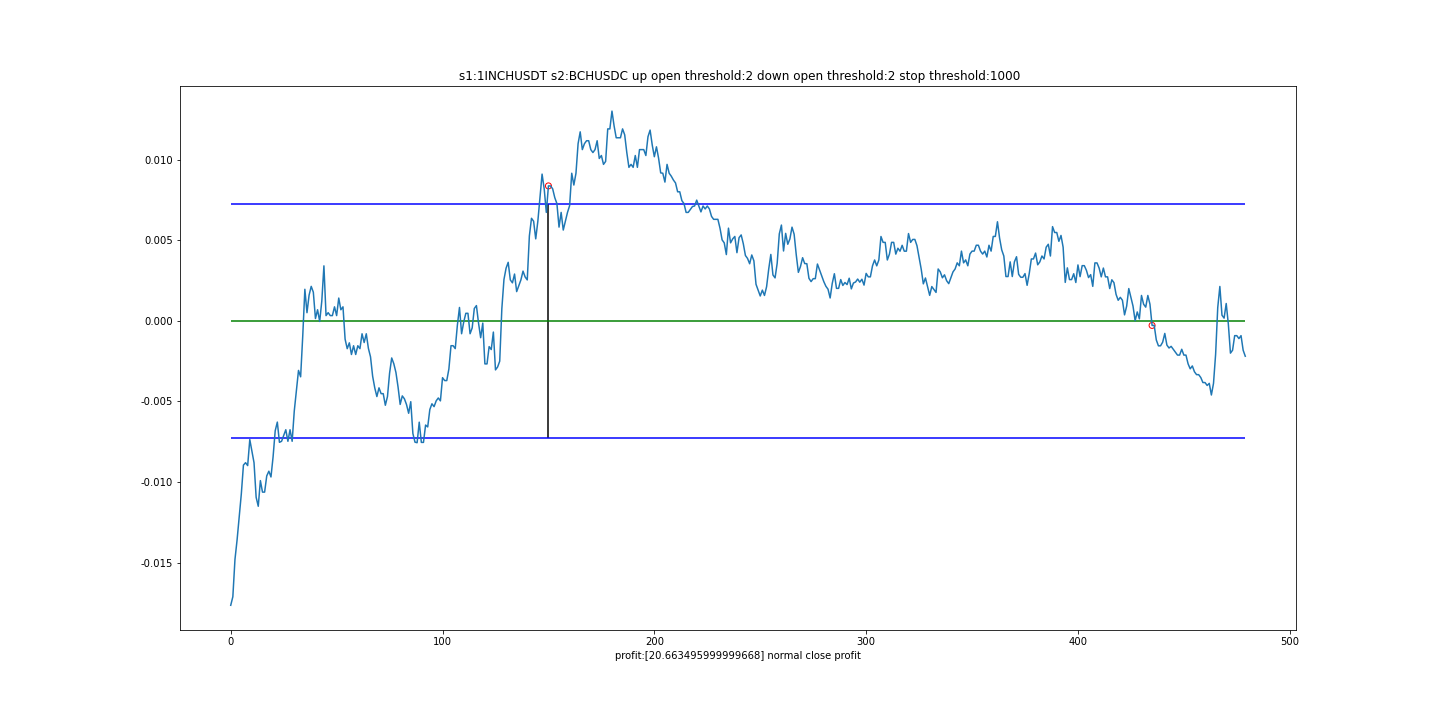 s1:1INCHUSDT s2:BCHUSDC up open threshold:2 down open threshold:2 stop threshold:1000
0.010
0.005
0.000
-0.005
-0.010
-0.015
0 100 200 300 400 500
profit:[20.663495999999668] normal close profit